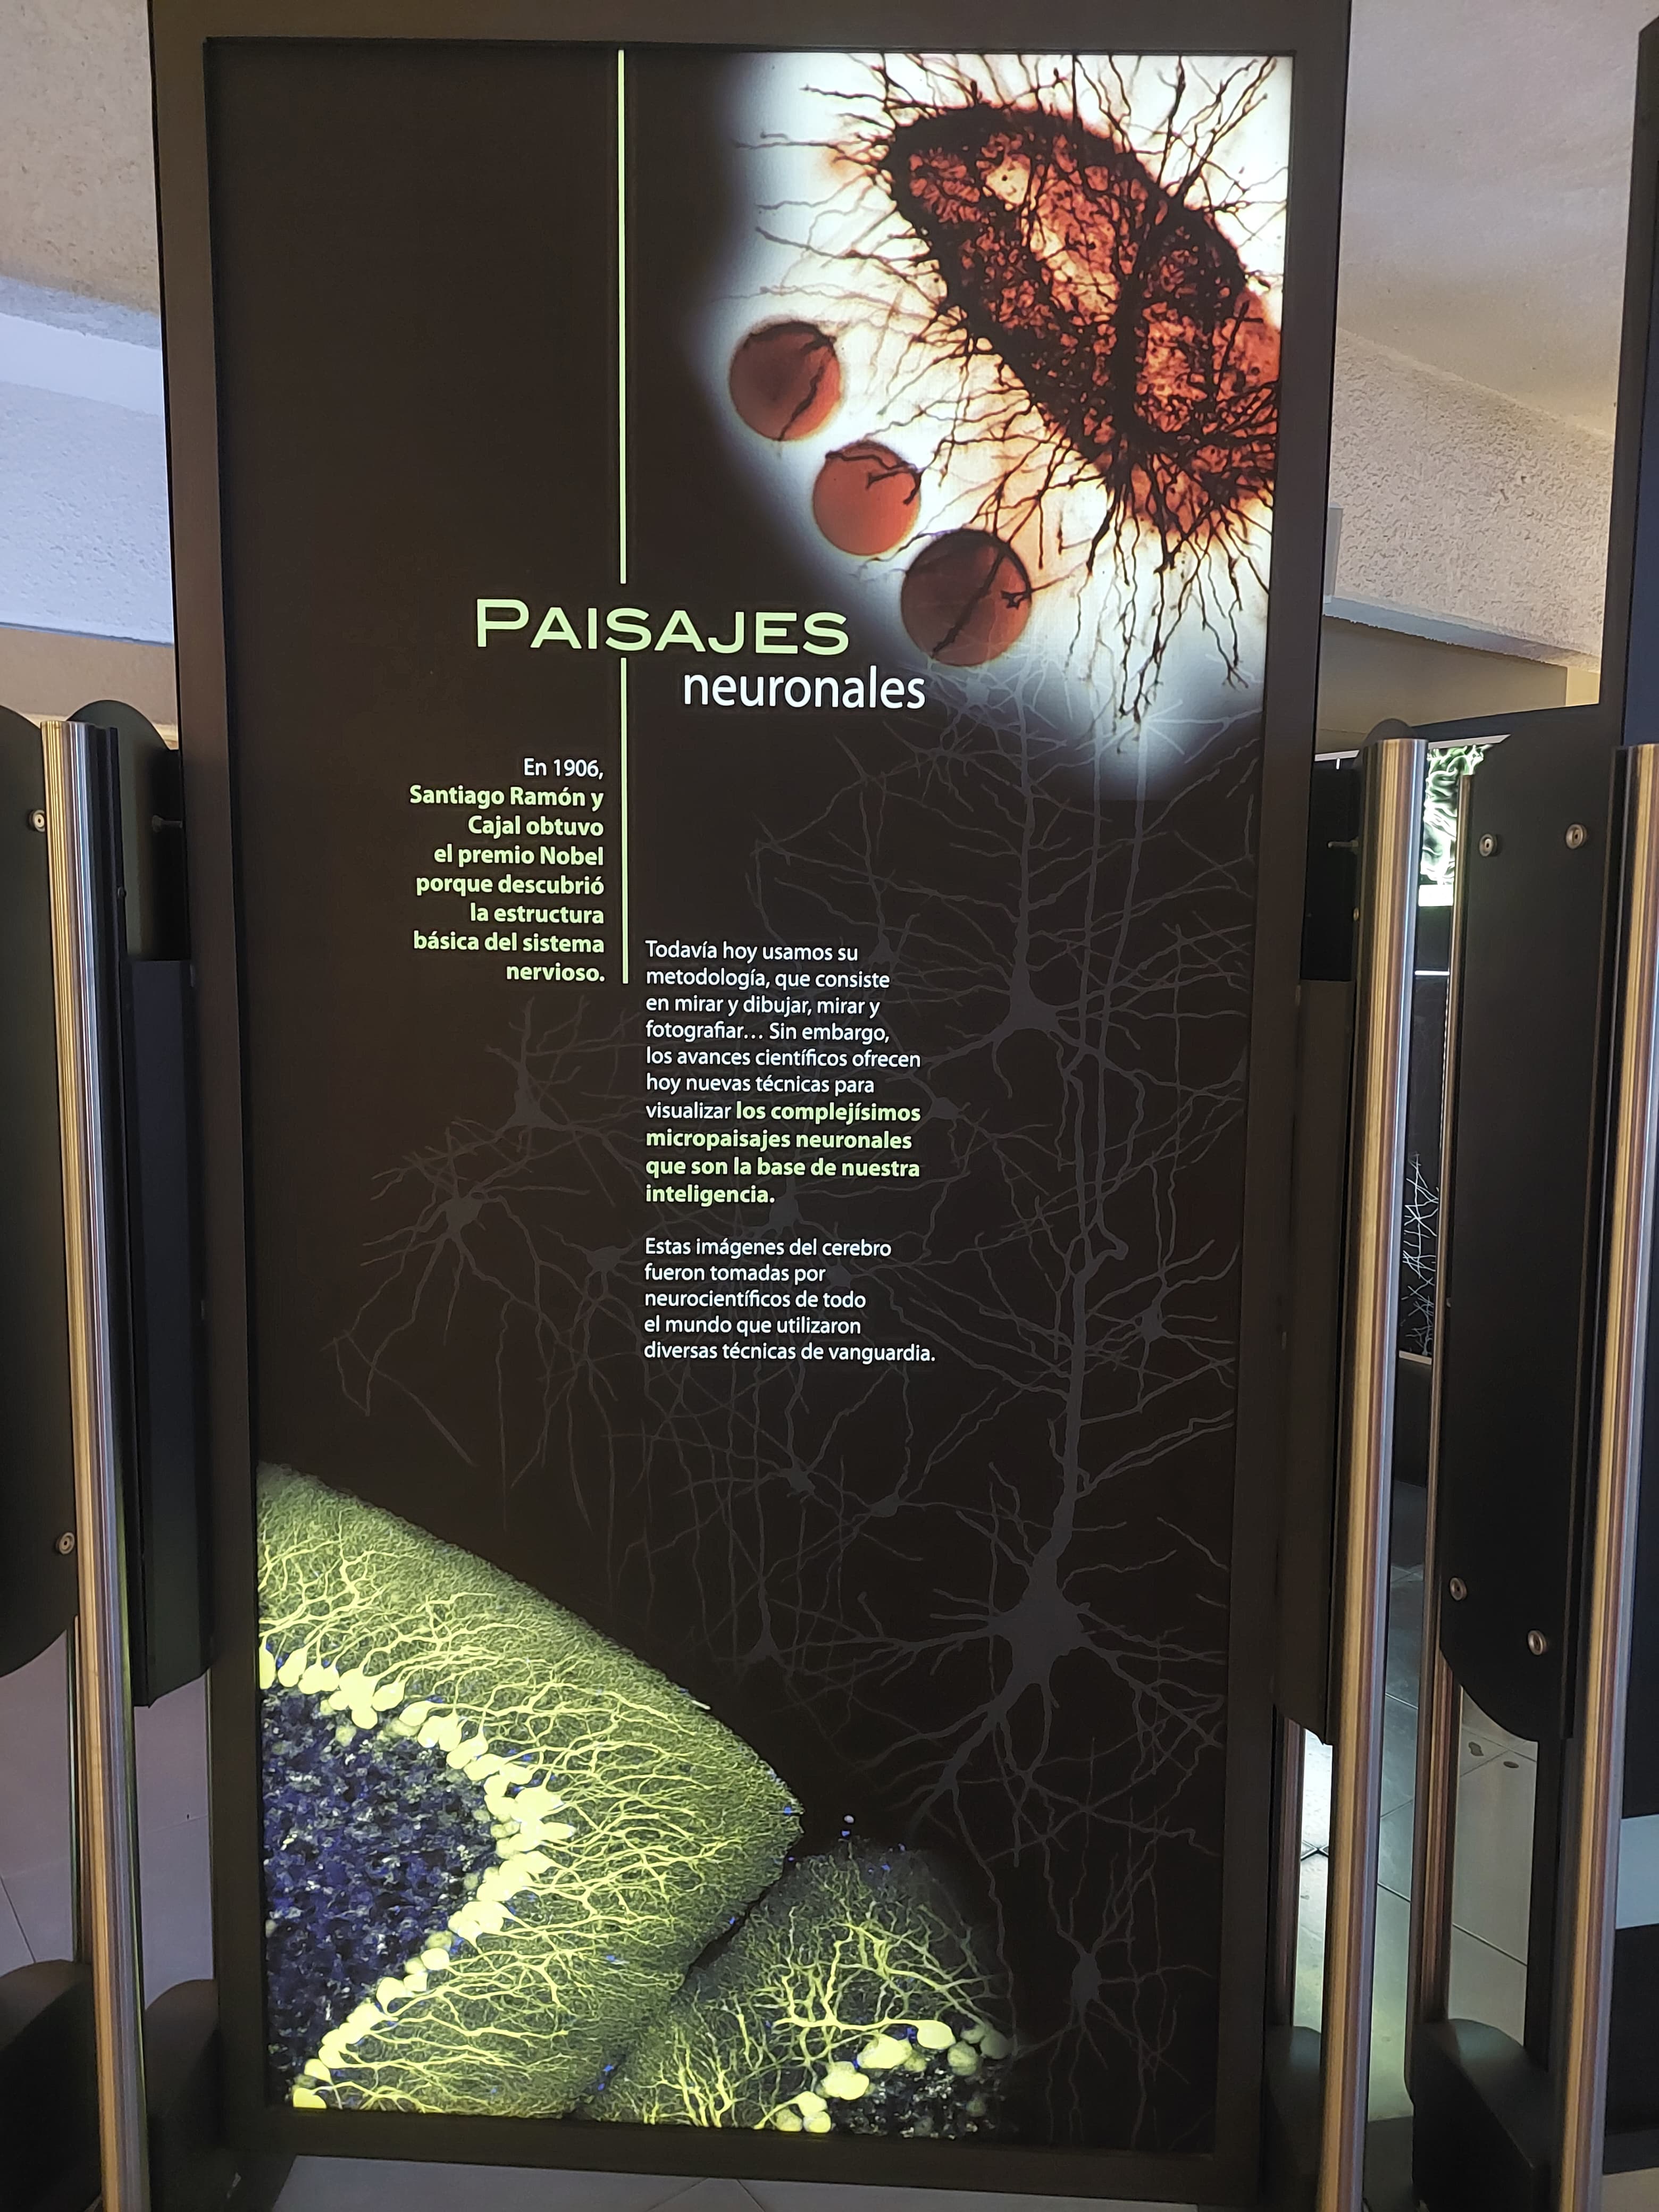 PAISAJES
neuronales
En 1906,
Santiago Ramón y
Cajal obtuvo
el premio Nobel
porque descubrió
la estructura
básica del sistema
nervioso.
Todavía hoy usamos su
metodología, que consiste
en mirar y dibujar, mirar y
fotografiar... Sin embargo,
los avances científicos ofrecen
hoy nuevas técnicas para
visualizar los complejísimos
micropaisajes neuronales
que son la base de nuestra
inteligencia.
Estas imágenes del cerebro
fueron tomadas por
neurocientíficos de todo
el mundo que utilizaron
diversas técnicas de vanguardia.